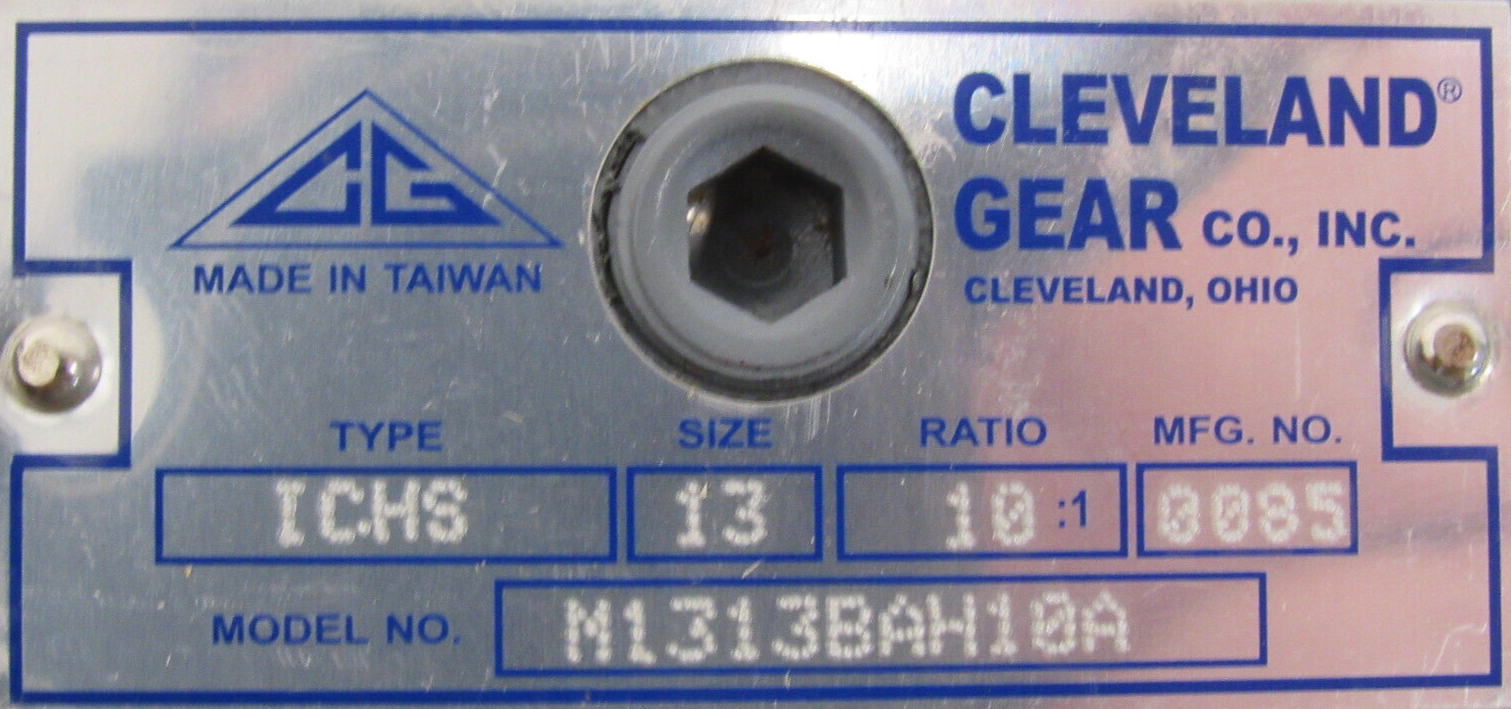 CG
MADE IN TAIWAN
CLEVELAND®
GEAR CO., INC.
CLEVELAND, OHIO
TYPE SIZE RATIO MFG. NO.
ICHS 13 10 :1 0085
MODEL NO. M1313BAH10A